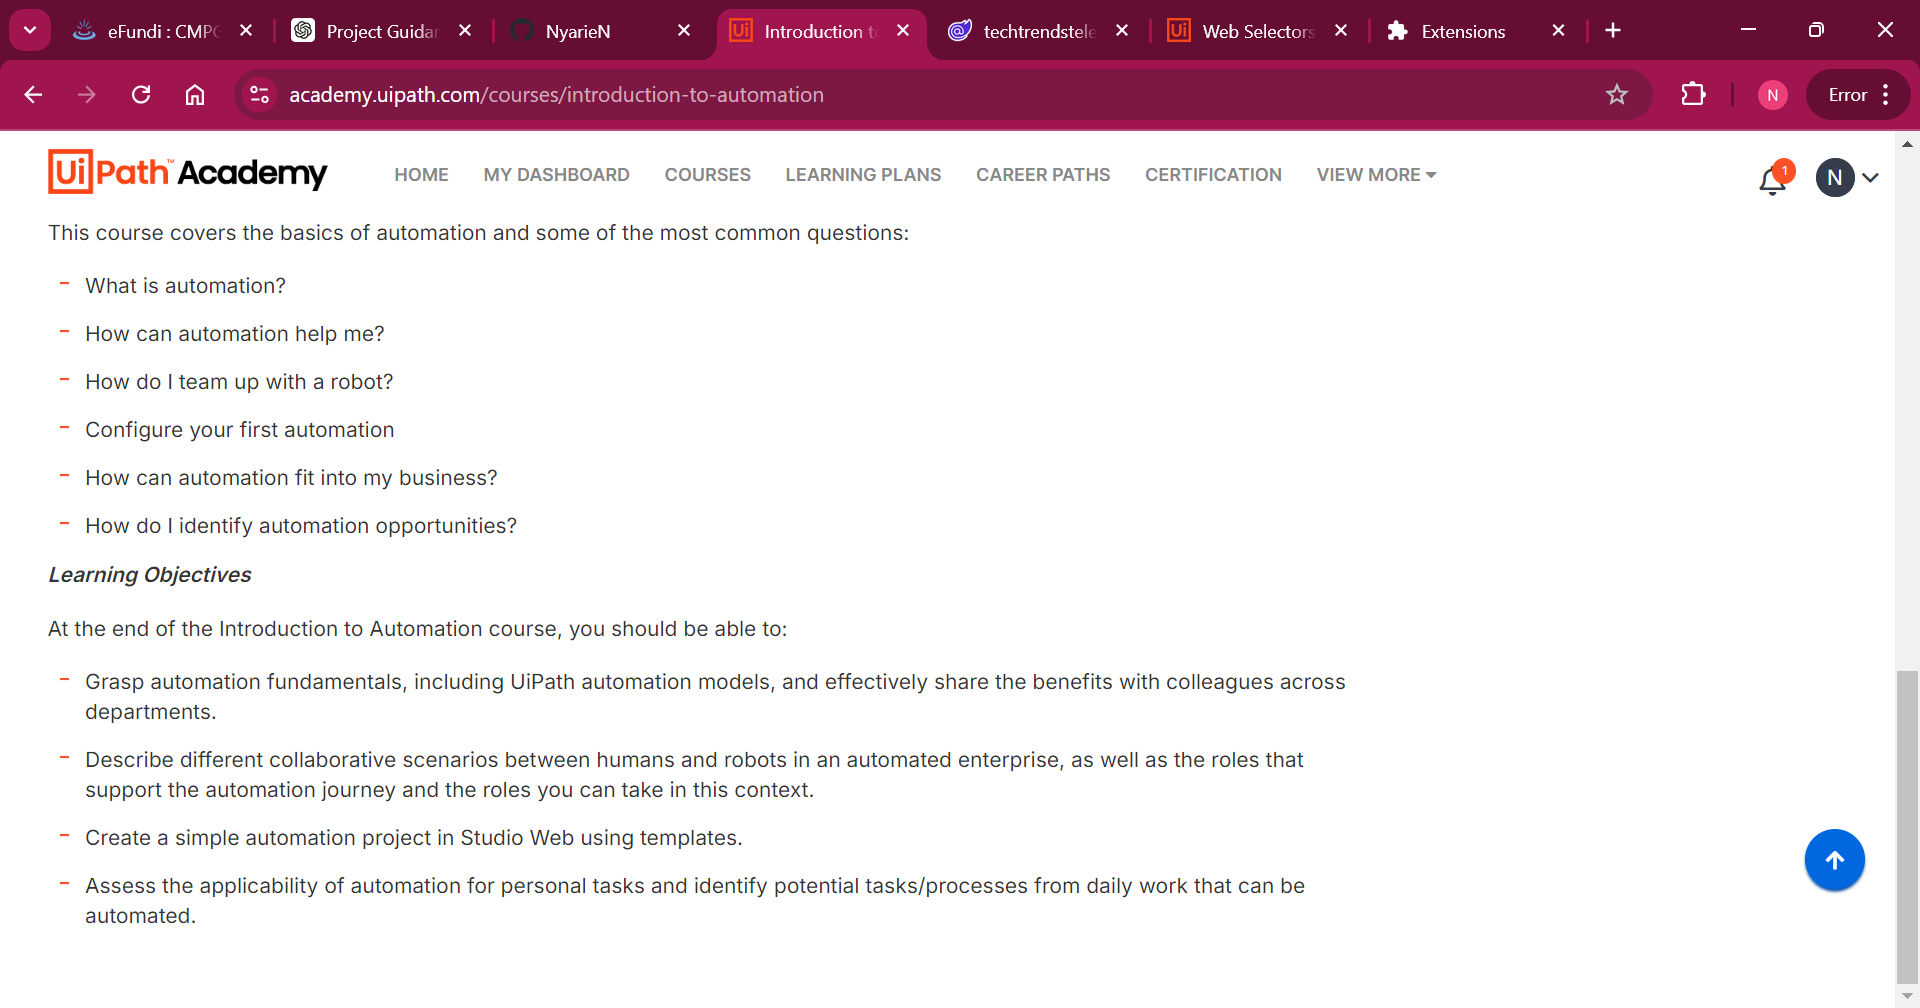 eFundi : CMPG
Project Guidan
NyarieN
Introduction to
techtrendstele
Web Selectors
Extensions
academy.uipath.com/courses/introduction-to-automation
N
Error
UiPath™ Academy
HOME
MY DASHBOARD
COURSES
LEARNING PLANS
CAREER PATHS
CERTIFICATION
VIEW MORE
1
N
This course covers the basics of automation and some of the most common questions:
What is automation?
How can automation help me?
How do I team up with a robot?
Configure your first automation
How can automation fit into my business?
How do I identify automation opportunities?
Learning Objectives
At the end of the Introduction to Automation course, you should be able to:
Grasp automation fundamentals, including UiPath automation models, and effectively share the benefits with colleagues across
departments.
Describe different collaborative scenarios between humans and robots in an automated enterprise, as well as the roles that
support the automation journey and the roles you can take in this context.
Create a simple automation project in Studio Web using templates.
Assess the applicability of automation for personal tasks and identify potential tasks/processes from daily work that can be
automated.